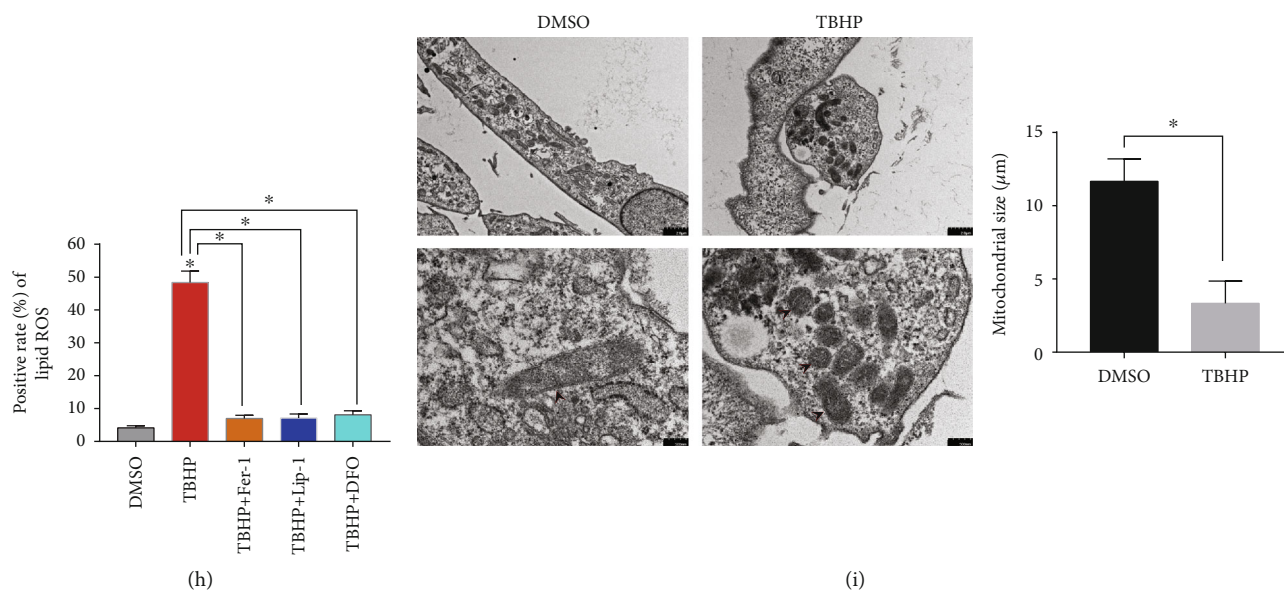 DMSO
TBHP
60
50
40
30
20
10
0
Positive rate (%) of
lipid ROS
*
*
*
*
DMSO
TBHP
TBHP+Fer-1
TBHP+Lip-1
TBHP+DFO
(h)
15
10
5
0
Mitochondrial size (µm)
*
DMSO
TBHP
(i)